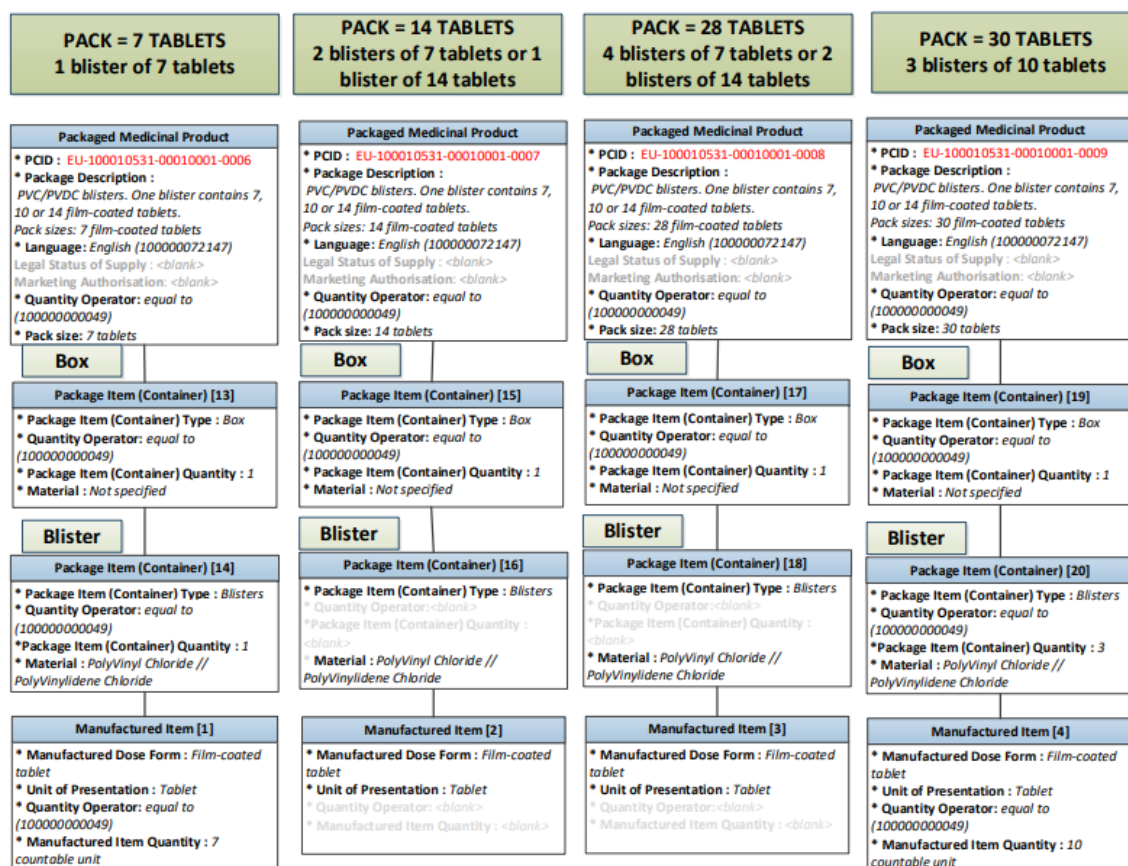 PACK = 7 TABLETS
1 blister of 7 tablets
PACK = 14 TABLETS
2 blisters of 7 tablets or 1
blister of 14 tablets
PACK = 28 TABLETS
4 blisters of 7 tablets or 2
blisters of 14 tablets
PACK = 30 TABLETS
3 blisters of 10 tablets
Packaged Medicinal Product
* PCID : EU-100010531-00010001-0006
* Package Description :
PVC/PVDC blisters. One blister contains 7,
10 or 14 film-coated tablets.
Pack sizes: 7 film-coated tablets
* Language: English (100000072147)
Legal Status of Supply : <blank>
Marketing Authorisation: <blank>
* Quantity Operator: equal to
(100000000049)
* Pack size: 7 tablets
Box
Package Item (Container) [13]
* Package Item (Container) Type : Box
* Quantity Operator: equal to
(100000000049)
* Package Item (Container) Quantity : 1
* Material : Not specified
Blister
Package Item (Container) [14]
* Package Item (Container) Type : Blisters
* Quantity Operator: equal to
(100000000049)
*Package Item (Container) Quantity : 1
* Material : PolyVinyl Chloride //
PolyVinylidene Chloride
Manufactured Item [1]
* Manufactured Dose Form : Film-coated
tablet
* Unit of Presentation : Tablet
* Quantity Operator: equal to
(100000000049)
* Manufactured Item Quantity : 7
countable unit
Packaged Medicinal Product
* PCID : EU-100010531-00010001-0007
* Package Description :
PVC/PVDC blisters. One blister contains 7,
10 or 14 film-coated tablets.
Pack sizes: 14 film-coated tablets
* Language: English (100000072147)
Legal Status of Supply : <blank>
Marketing Authorisation: <blank>
* Quantity Operator: equal to
(100000000049)
* Pack size: 14 tablets
Box
Package Item (Container) [15]
* Package Item (Container) Type : Box
* Quantity Operator: equal to
(100000000049)
* Package Item (Container) Quantity : 1
* Material : Not specified
Blister
Package Item (Container) [16]
* Package Item (Container) Type : Blisters
* Quantity Operator:<blank>
*Package Item (Container) Quantity :
<blank>
* Material : PolyVinyl Chloride //
PolyVinylidene Chloride
Manufactured Item [2]
* Manufactured Dose Form : Film-coated
tablet
* Unit of Presentation : Tablet
* Quantity Operator: <blank>
* Manufactured Item Quantity : <blank>
Packaged Medicinal Product
* PCID : EU-100010531-00010001-0008
* Package Description :
PVC/PVDC blisters. One blister contains 7,
10 or 14 film-coated tablets.
Pack sizes: 28 film-coated tablets
* Language: English (100000072147)
Legal Status of Supply : <blank>
Marketing Authorisation: <blank>
* Quantity Operator: equal to
(100000000049)
* Pack size: 28 tablets
Box
Package Item (Container) [17]
* Package Item (Container) Type : Box
* Quantity Operator: equal to
(100000000049)
* Package Item (Container) Quantity : 1
* Material : Not specified
Blister
Package Item (Container) [18]
* Package Item (Container) Type : Blisters
* Quantity Operator:<blank>
*Package Item (Container) Quantity :
<blank>
* Material : PolyVinyl Chloride //
PolyVinylidene Chloride
Manufactured Item [3]
* Manufactured Dose Form : Film-coated
tablet
* Unit of Presentation : Tablet
* Quantity Operator: <blank>
* Manufactured Item Quantity : <blank>
Packaged Medicinal Product
* PCID : EU-100010531-00010001-0009
* Package Description :
PVC/PVDC blisters. One blister contains 7,
10 or 14 film-coated tablets.
Pack sizes: 30 film-coated tablets
* Language: English (100000072147)
Legal Status of Supply : <blank>
Marketing Authorisation: <blank>
* Quantity Operator: equal to
(100000000049)
* Pack size: 30 tablets
Box
Package Item (Container) [19]
* Package Item (Container) Type : Box
* Quantity Operator: equal to
(100000000049)
* Package Item (Container) Quantity : 1
* Material : Not specified
Blister
Package Item (Container) [20]
* Package Item (Container) Type : Blisters
* Quantity Operator: equal to
(100000000049)
*Package Item (Container) Quantity : 3
* Material : PolyVinyl Chloride //
PolyVinylidene Chloride
Manufactured Item [4]
* Manufactured Dose Form : Film-coated
tablet
* Unit of Presentation : Tablet
* Quantity Operator: equal to
(100000000049)
* Manufactured Item Quantity : 10
countable unit